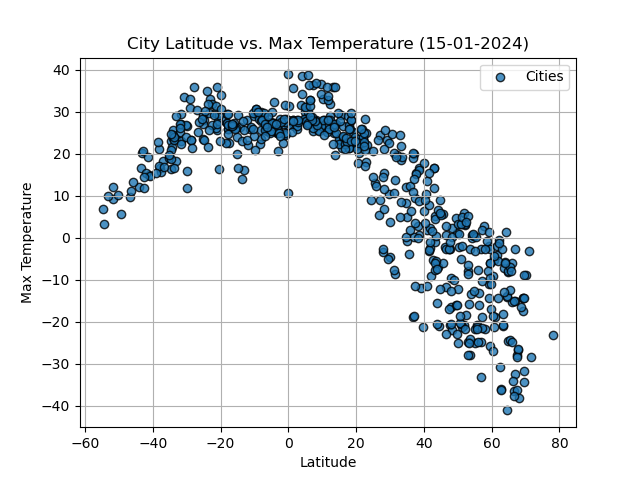 City Latitude vs. Max Temperature (15-01-2024)
Cities
40
30
20
10
0
−10
−20
−30
−40
Max Temperature
−60 −40 −20 0 20 40 60 80
Latitude